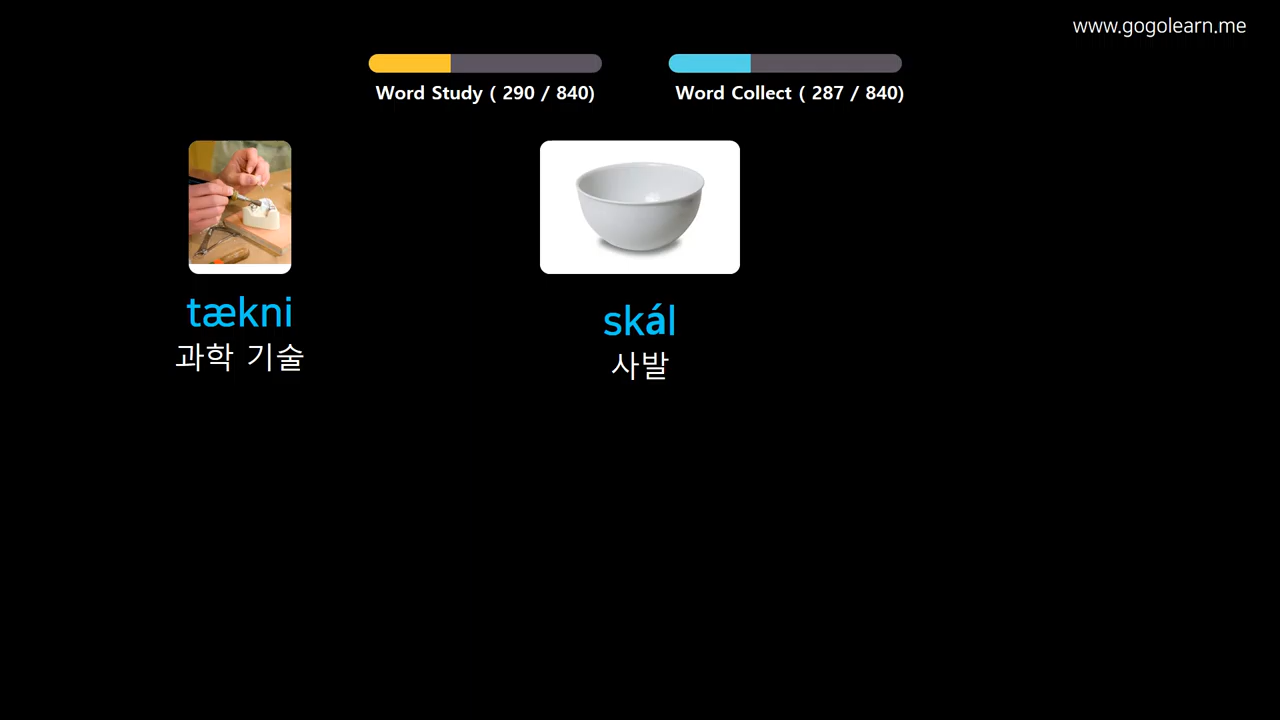 www.gogolearn.me
Word Study ( 290 / 840)
Word Collect ( 287 / 840)
tækni
과학 기술
skál
사발